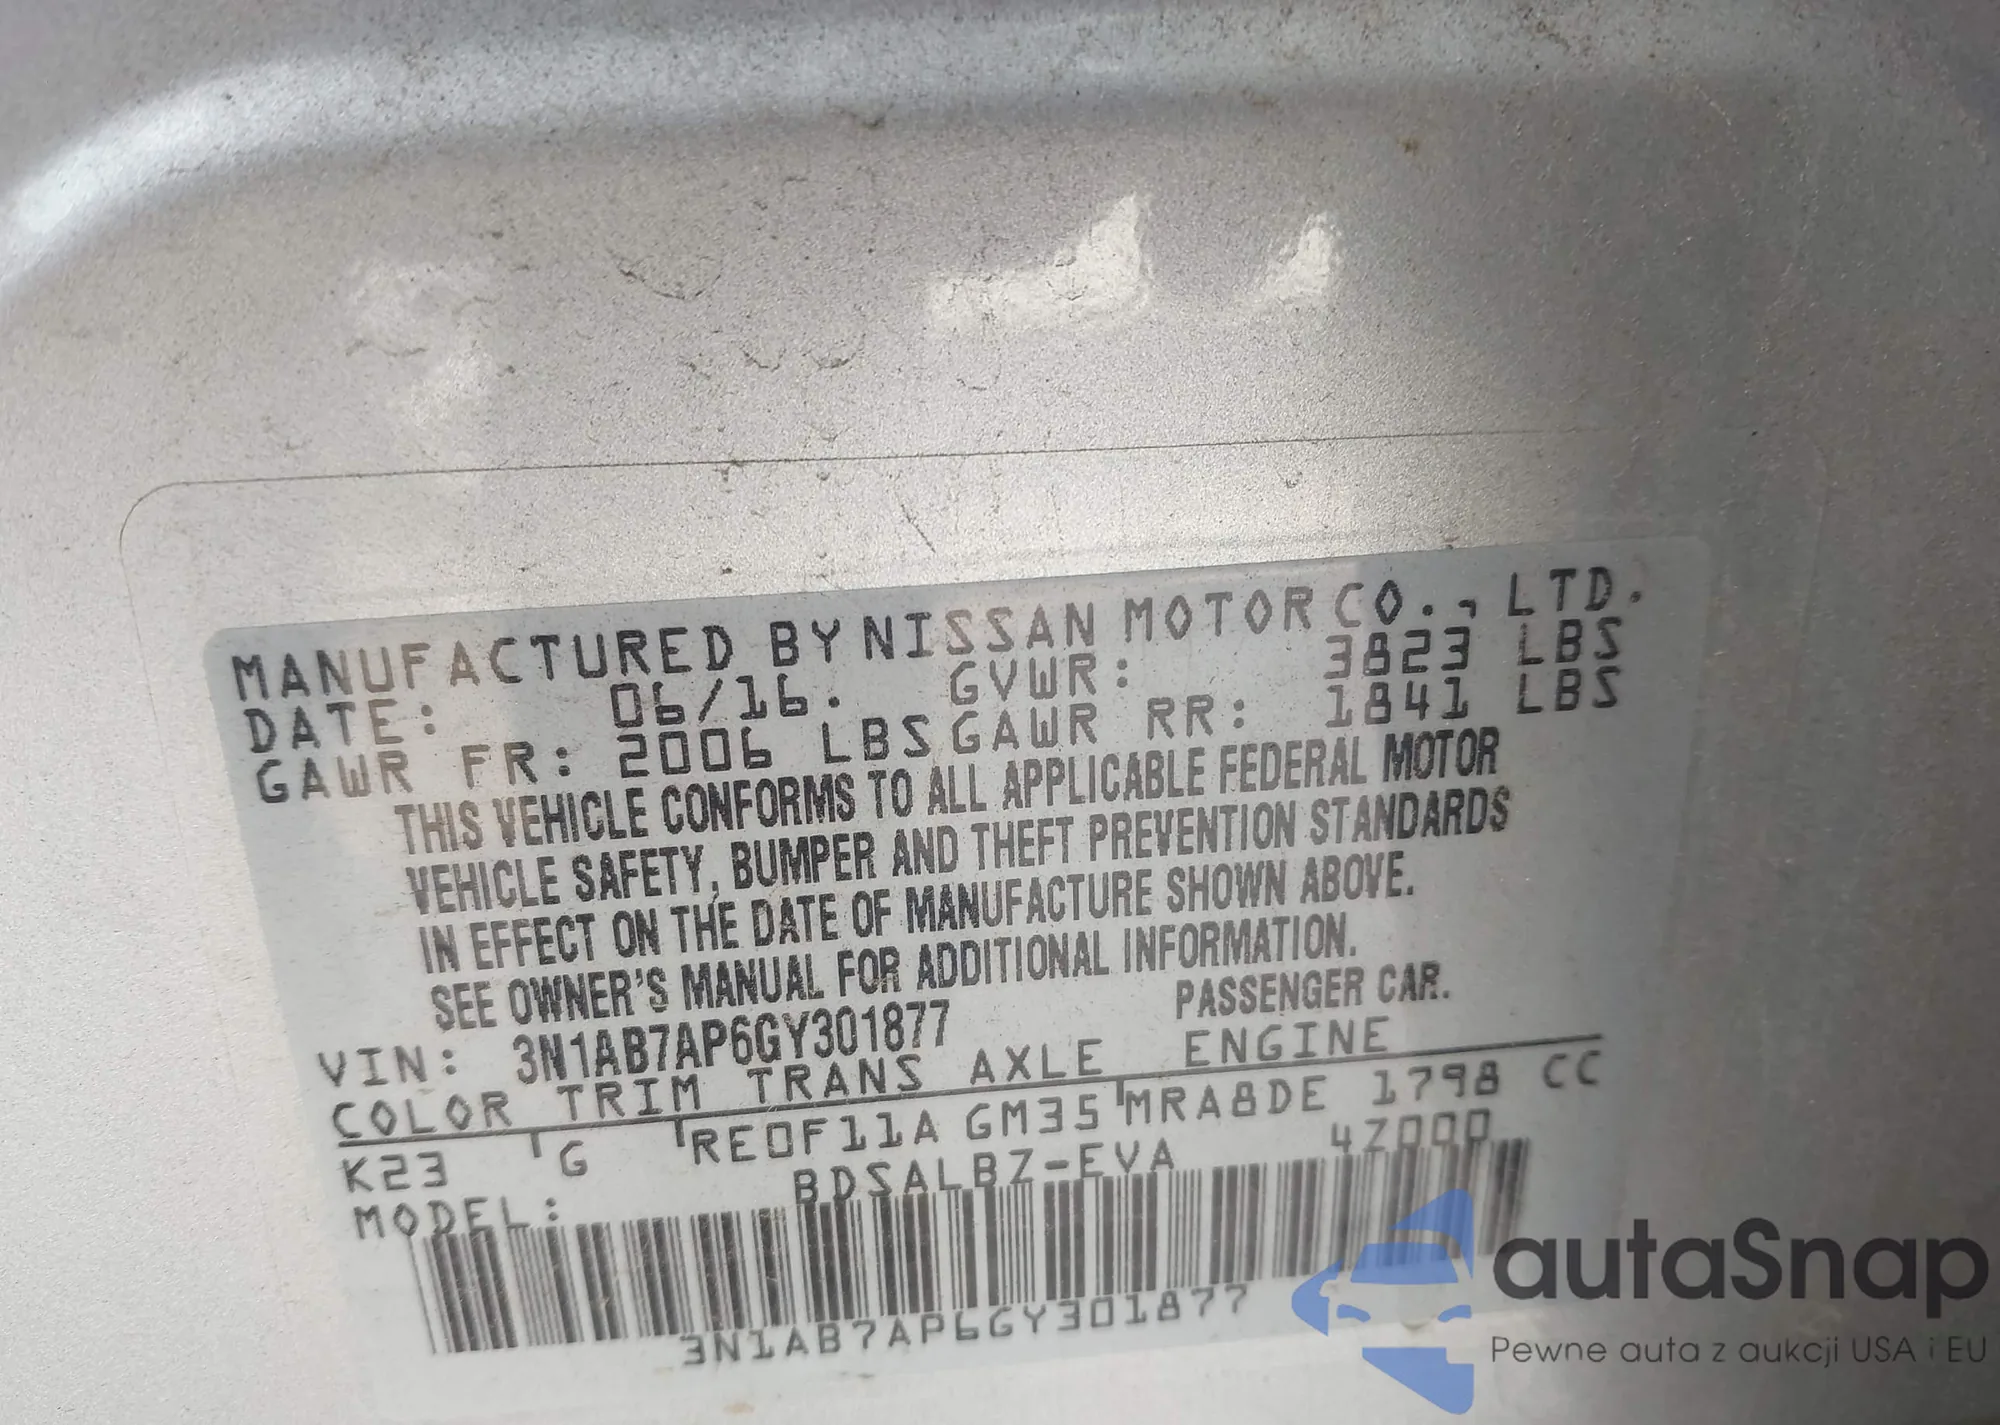 MANUFACTURED BY NISSAN MOTOR CO., LTD.
DATE: 06/16. GVWR: 3823 LBS
GAWR FR: 2006 LBS GAWR RR: 1841 LBS
THIS VEHICLE CONFORMS TO ALL APPLICABLE FEDERAL MOTOR
VEHICLE SAFETY, BUMPER AND THEFT PREVENTION STANDARDS
IN EFFECT ON THE DATE OF MANUFACTURE SHOWN ABOVE.
SEE OWNER'S MANUAL FOR ADDITIONAL INFORMATION.
VIN: 3N1AB7AP6GY301877 PASSENGER CAR.
COLOR TRIM TRANS AXLE ENGINE
K23 G RE0F11A GM35 MRA8DE 1798 CC
MODEL: BDSALBZ-EVA 4Z000
3N1AB7AP6GY301877
autaSnap
Pewne auta z aukcji USA i EU